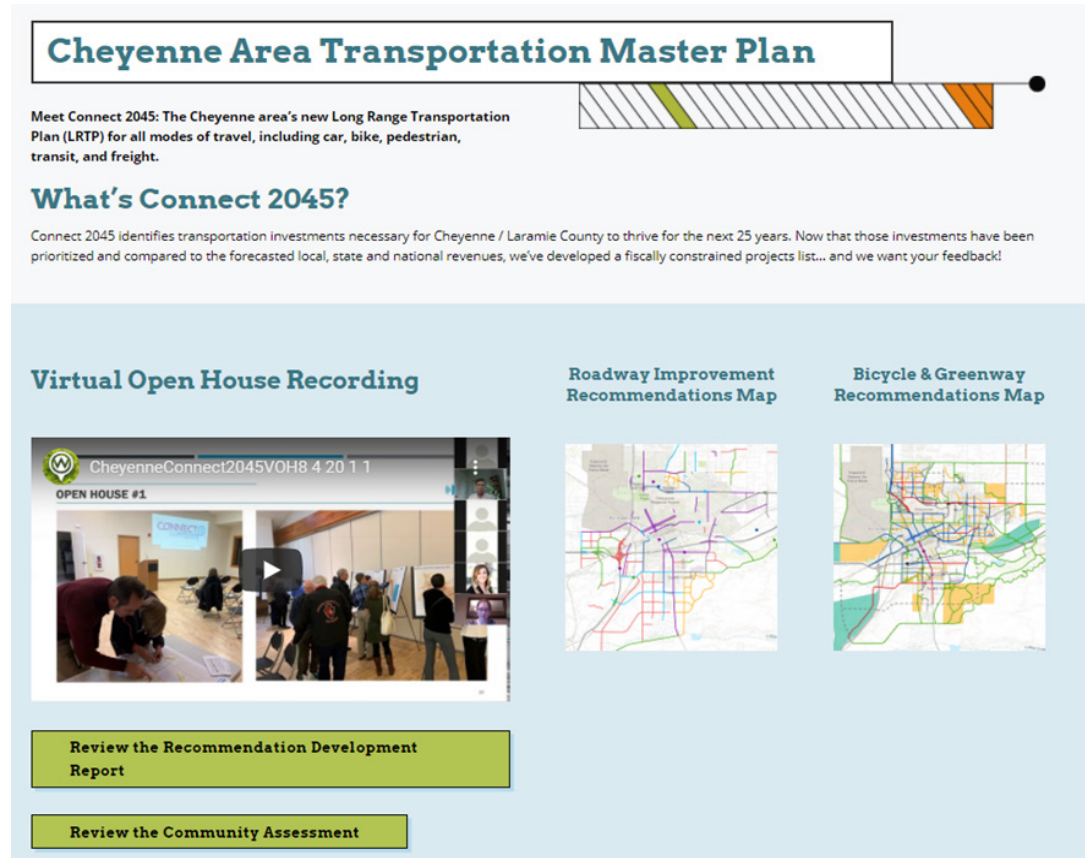 Cheyenne Area Transportation Master Plan
Meet Connect 2045: The Cheyenne area's new Long Range Transportation
Plan (LRTP) for all modes of travel, including car, bike, pedestrian,
transit, and freight.
What's Connect 2045?
Connect 2045 identifies transportation investments necessary for Cheyenne / Laramie County to thrive for the next 25 years. Now that those investments have been
prioritized and compared to the forecasted local, state and national revenues, we've developed a fiscally constrained projects list... and we want your feedback!
Virtual Open House Recording
CheyenneConnect2045VOH8 4 20 1 1
OPEN HOUSE #1
CONNECT
Roadway Improvement
Recommendations Map
Bicycle & Greenway
Recommendations Map
Review the Recommendation Development
Report
Review the Community Assessment